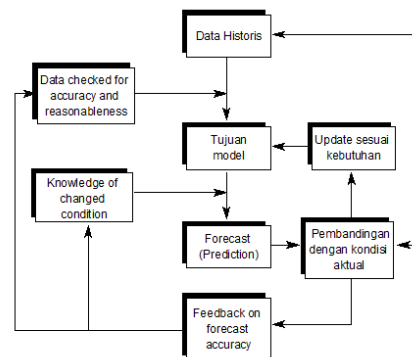 Data Historis
Data checked for
accuracy and
reasonableness
Tujuan
model
Update sesuai
kebutuhan
Knowledge of
changed
condition
Forecast
(Prediction)
Pembandingan
dengan kondisi
aktual
Feedback on
forecast
accuracy